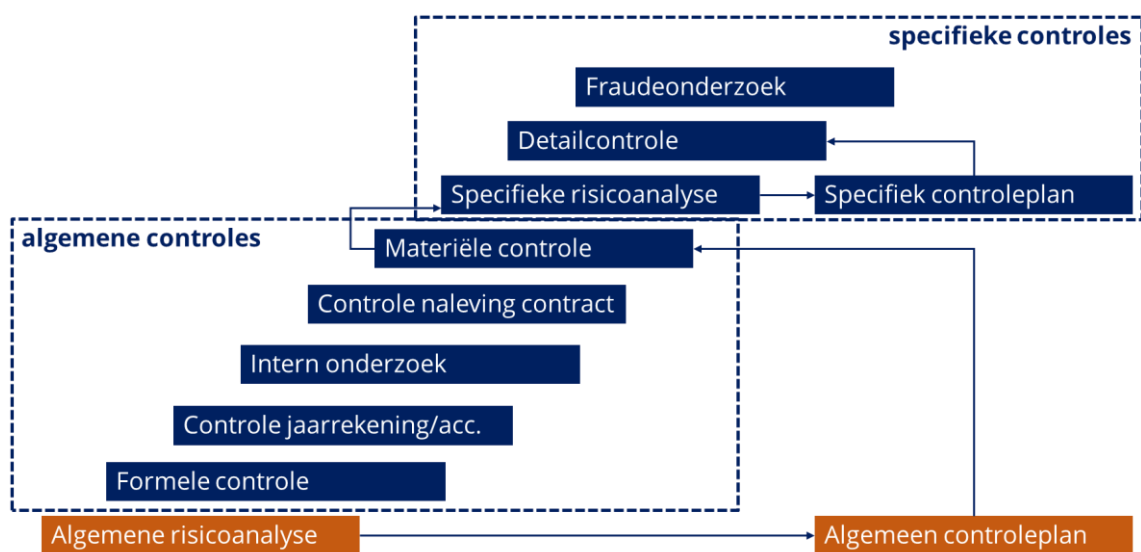 specifieke controles
Fraudeonderzoek
Detailcontrole
Specifieke risicoanalyse
Specifiek controleplan
algemene controles
Materiële controle
Controle naleving contract
Intern onderzoek
Controle jaarrekening/acc.
Formele controle
Algemene risicoanalyse
Algemeen controleplan